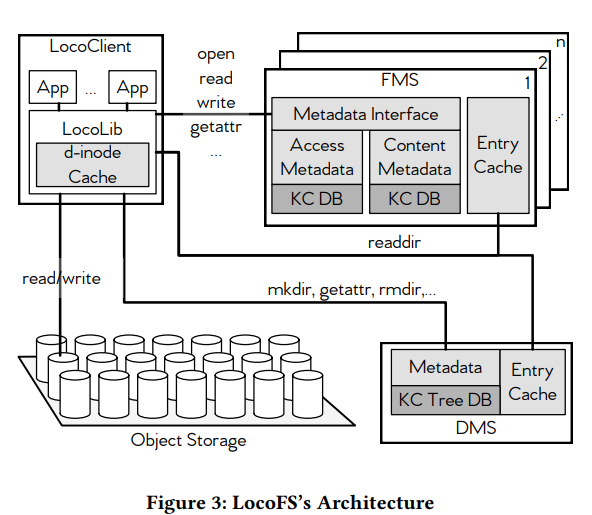 LocoClient
App ... App
LocoLib
d-inode
Cache
open
read
write
getattr
...
n
2
1
FMS
Metadata Interface
Access
Metadata
KC DB
Content
Metadata
KC DB
Entry
Cache
readdir
read/write
mkdir, getattr, rmdir,...
Metadata
KC Tree DB
Entry
Cache
DMS
Object Storage
Figure 3: LocoFS's Architecture